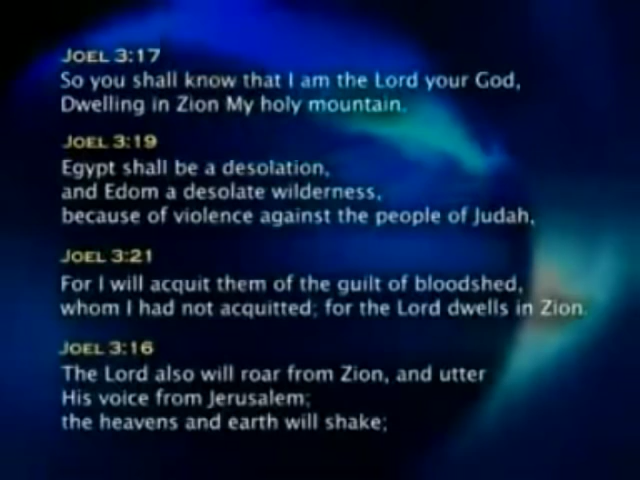 JOEL 3:17
So you shall know that I am the Lord your God,
Dwelling in Zion My holy mountain.
JOEL 3:19
Egypt shall be a desolation,
and Edom a desolate wilderness,
because of violence against the people of Judah,
JOEL 3:21
For I will acquit them of the guilt of bloodshed,
whom I had not acquitted; for the Lord dwells in Zion.
JOEL 3:16
The Lord also will roar from Zion, and utter
His voice from Jerusalem;
the heavens and earth will shake;